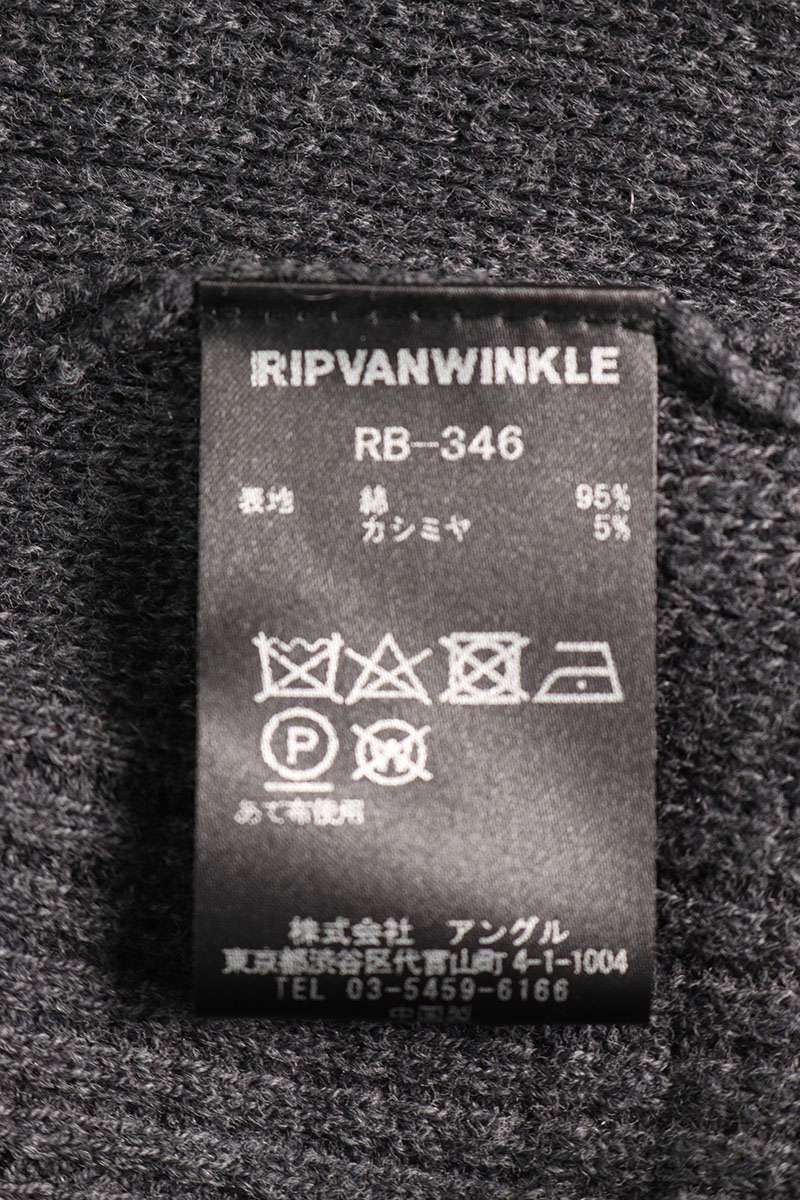 RIPVANWINKLE
RB-346
表地 綿 95%
カシミヤ 5%
P W
あて布使用
株式会社 アングル
東京都渋谷区代官山町 4-1-1004
TEL 03-5459-6166
中国製